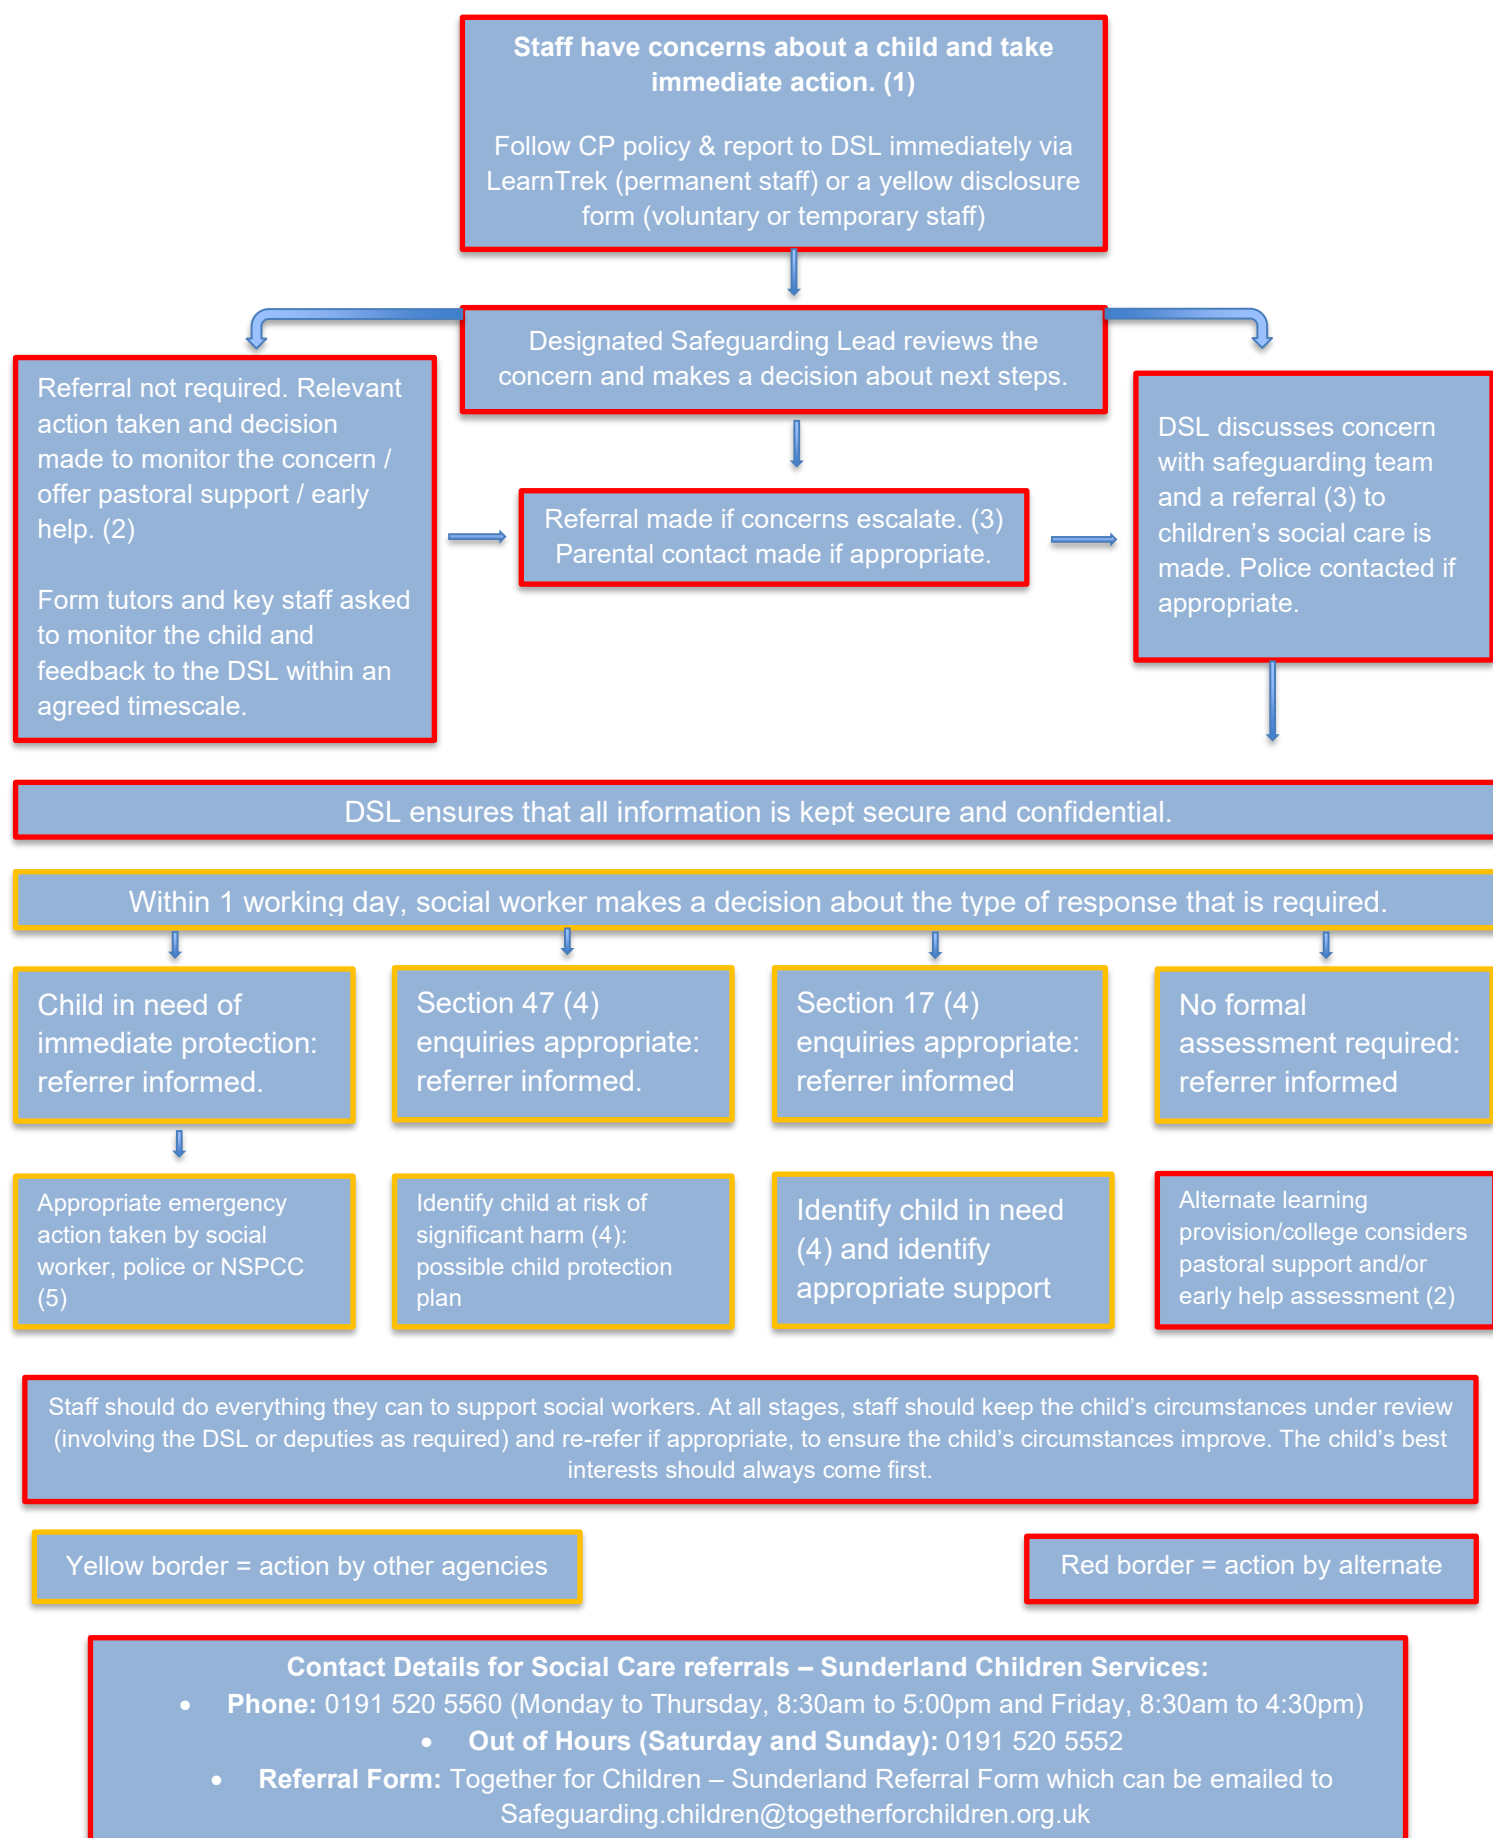 Staff have concerns about a child and take
immediate action. (1)
Follow CP policy & report to DSL immediately via
LearnTrek (permanent staff) or a yellow disclosure
form (voluntary or temporary staff)
Designated Safeguarding Lead reviews the
concern and makes a decision about next steps.
Referral not required. Relevant
action taken and decision
made to monitor the concern /
offer pastoral support / early
help. (2)
Form tutors and key staff asked
to monitor the child and
feedback to the DSL within an
agreed timescale.
Referral made if concerns escalate. (3)
Parental contact made if appropriate.
DSL discusses concern
with safeguarding team
and a referral (3) to
children’s social care is
made. Police contacted if
appropriate.
DSL ensures that all information is kept secure and confidential.
Within 1 working day, social worker makes a decision about the type of response that is required.
Child in need of
immediate protection:
referrer informed.
Section 47 (4)
enquiries appropriate:
referrer informed.
Section 17 (4)
enquiries appropriate:
referrer informed
No formal
assessment required:
referrer informed
Appropriate emergency
action taken by social
worker, police or NSPCC
(5)
Identify child at risk of
significant harm (4):
possible child protection
plan
Identify child in need
(4) and identify
appropriate support
Alternate learning
provision/college considers
pastoral support and/or
early help assessment (2)
Staff should do everything they can to support social workers. At all stages, staff should keep the child’s circumstances under review
(involving the DSL or deputies as required) and re-refer if appropriate, to ensure the child’s circumstances improve. The child’s best
interests should always come first.
Yellow border = action by other agencies
Red border = action by alternate
Contact Details for Social Care referrals – Sunderland Children Services:
• Phone: 0191 520 5560 (Monday to Thursday, 8:30am to 5:00pm and Friday, 8:30am to 4:30pm)
• Out of Hours (Saturday and Sunday): 0191 520 5552
• Referral Form: Together for Children – Sunderland Referral Form which can be emailed to
Safeguarding.children@togetherforchildren.org.uk